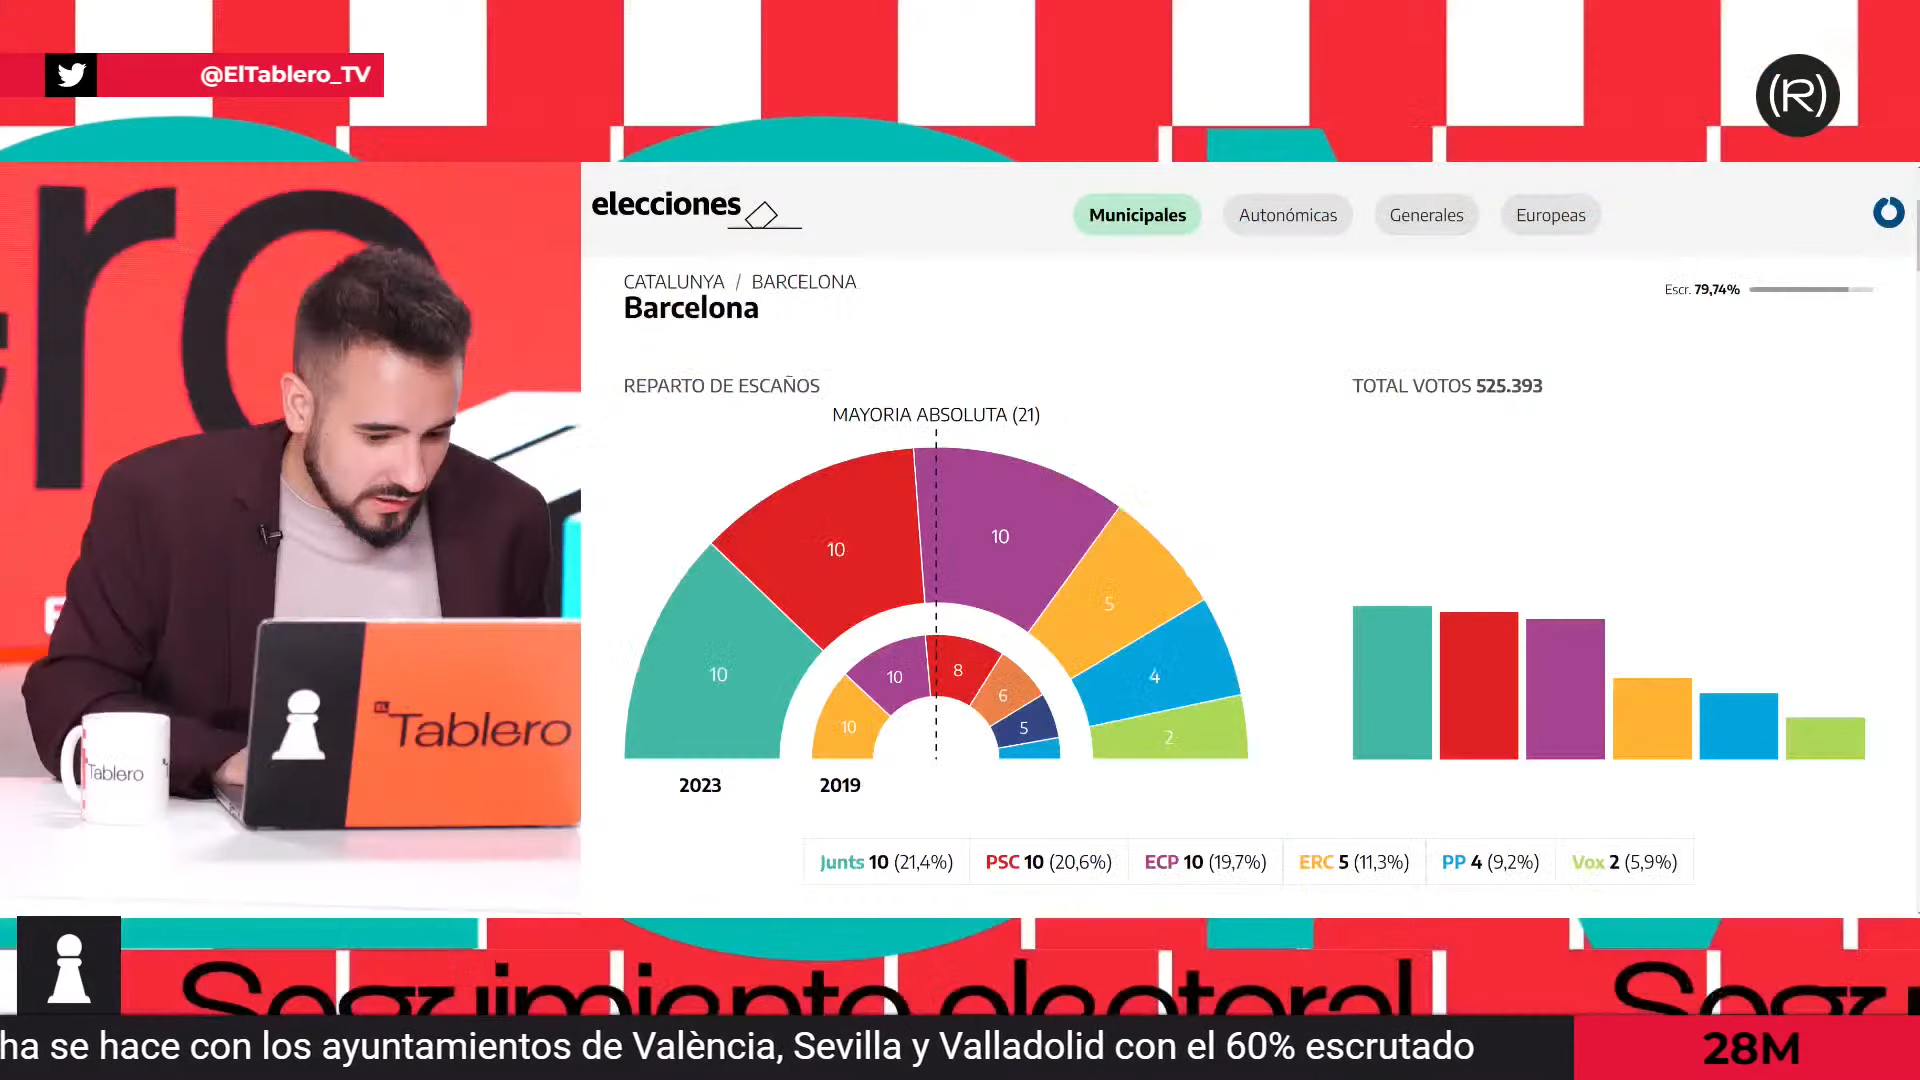 @ElTablero_TV
(R)
ro
elecciones
Municipales
Autonómicas
Generales
Europeas
CATALUNYA / BARCELONA
Barcelona
Escr. 79,74%
REPARTO DE ESCAÑOS
TOTAL VOTOS 525.393
MAYORIA ABSOLUTA (21)
10
10
10
5
4
2
10
10
8
6
5
2023
2019
Junts 10 (21,4%)
PSC 10 (20,6%)
ECP 10 (19,7%)
ERC 5 (11,3%)
PP 4 (9,2%)
Vox 2 (5,9%)
EL Tablero
Tablero
Seguimiento electoral
ha se hace con los ayuntamientos de València, Sevilla y Valladolid con el 60% escrutado
28M